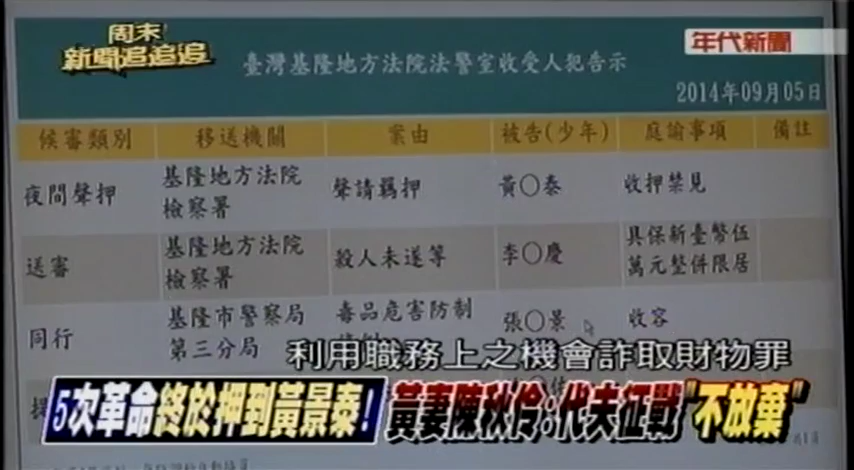 周末
新聞追追追
年代新聞
臺灣基隆地方法院法警室收受人犯告示
2014年09月05日
候審類別 移送機關 案由 被告(少年) 庭諭事項 備註
夜間聲押 基隆地方法院檢察署 聲請羈押 黃○泰 收押禁見
送審 基隆地方法院檢察署 殺人未遂等 李○慶 具保新臺幣伍萬元整併限居
同行 基隆市警察局第三分局 毒品危害防制 張○景 收容
利用職務上之機會詐取財物罪
5次革命終於押到黃景泰! 黃妻陳秋伶:代夫征戰"不放棄"